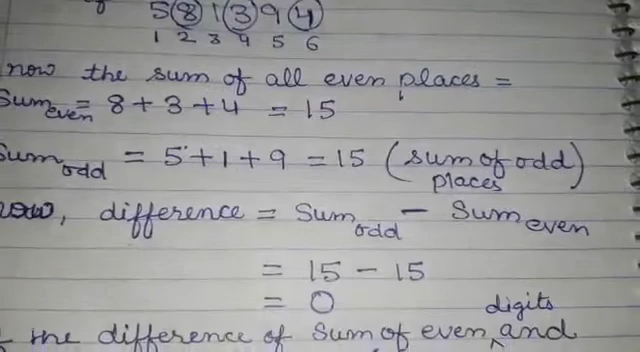 5 8 1 3 9 4
1 2 3 4 5 6
now the sum of all even places =
Sum even = 8 + 3 + 4 = 15
Sum odd = 5 + 1 + 9 = 15 (sum of odd places)
now, difference = Sum odd - Sum even
= 15 - 15
= 0
the difference of sum of even digits and